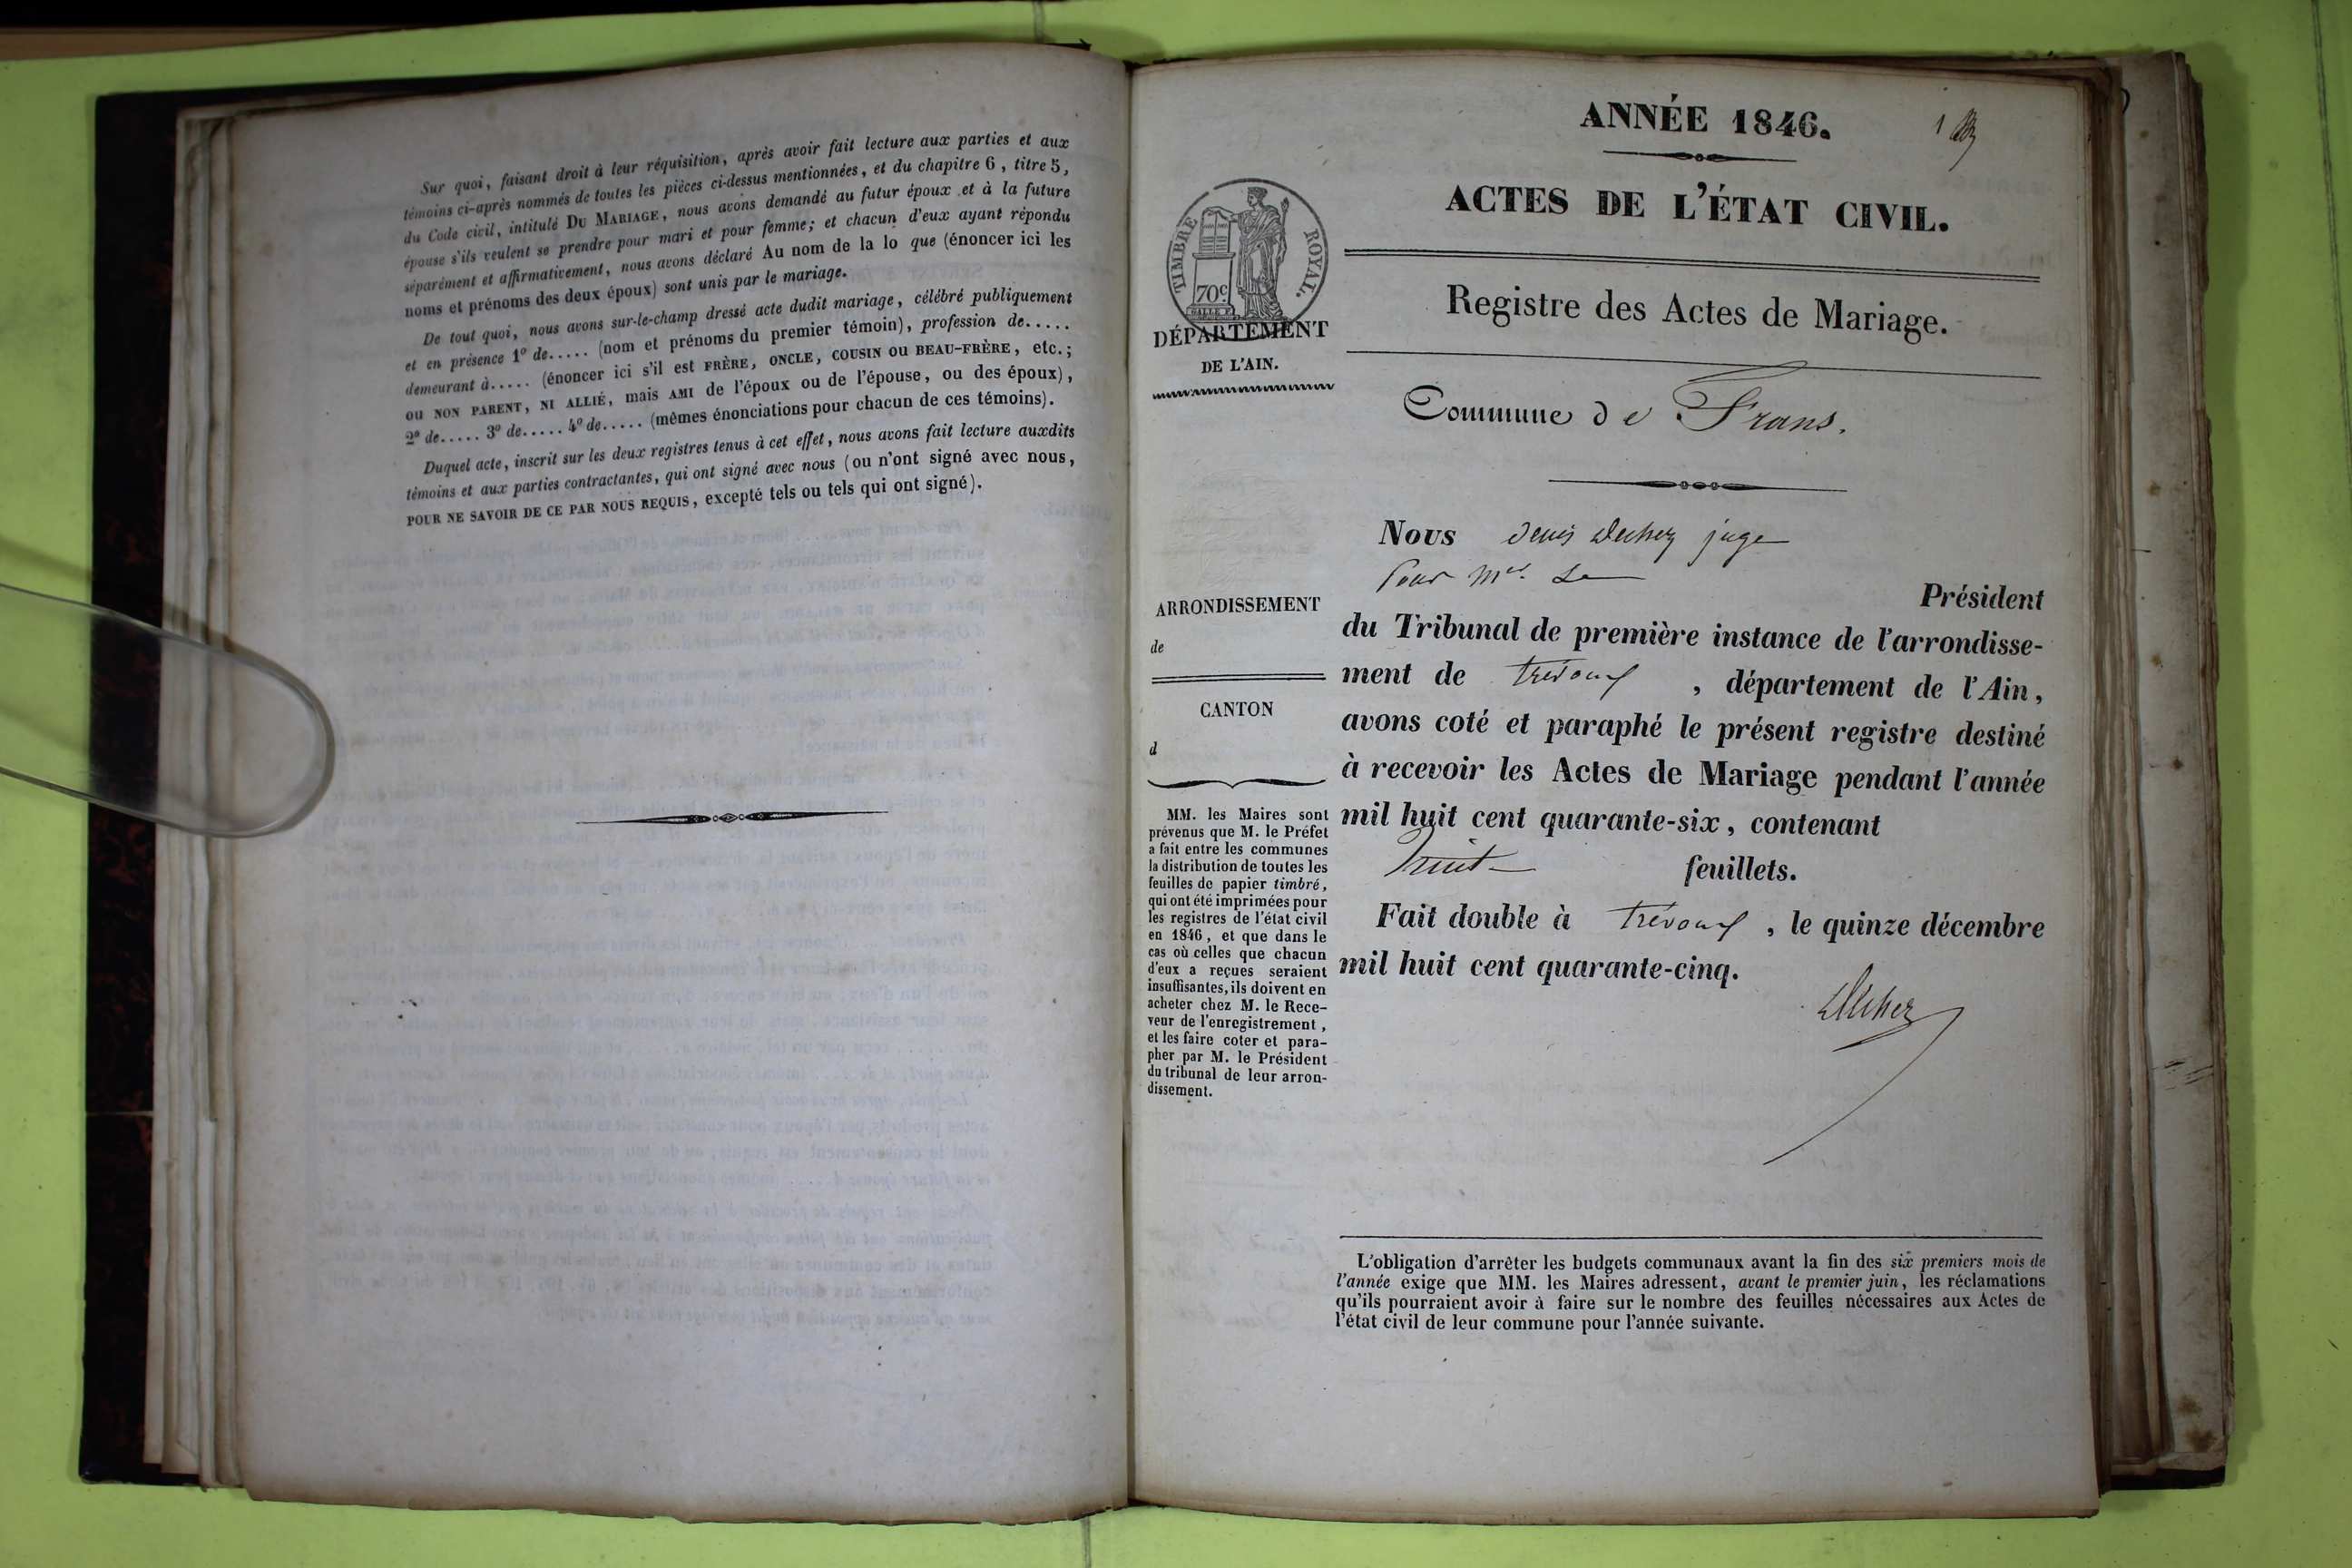 Sur quoi, faisant droit à leur réquisition, après avoir fait lecture aux parties et aux
témoins ci-après nommés de toutes les pièces ci-dessus mentionnées, et du chapitre 6, titre 5,
du Code civil, intitulé DU MARIAGE, nous avons demandé au futur époux et à la future
épouse s'ils veulent se prendre pour mari et pour femme; et chacun d'eux ayant répondu
séparément et affirmativement, nous avons déclaré Au nom de la lo que (énoncer ici les
noms et prénoms des deux époux) sont unis par le mariage.
De tout quoi, nous avons sur-le-champ dressé acte dudit mariage, célébré publiquement
et en présence 1º de..... (nom et prénoms du premier témoin), profession de.....
demeurant à..... (énoncer ici s'il est FRÈRE, ONCLE, COUSIN OU BEAU-FRÈRE, etc.;
OU NON PARENT, NI ALLIÉ, mais AMI de l'époux ou de l'épouse, ou des époux),
2º de..... 3º de..... 4º de..... (mêmes énonciations pour chacun de ces témoins).
Duquel acte, inscrit sur les deux registres tenus à cet effet, nous avons fait lecture auxdits
témoins et aux parties contractantes, qui ont signé avec nous (ou n'ont signé avec nous,
POUR NE SAVOIR DE CE PAR NOUS REQUIS, excepté tels ou tels qui ont signé).
ANNÉE 1846.
1
ACTES DE L'ÉTAT CIVIL.
TIMBRE ROYAL.
70c
DÉPARTEMENT
DE L'AIN.
Registre des Actes de Mariage.
Commune de Frans.
Nous denis juge
Pour Mr. Le
Président
ARRONDISSEMENT
de
CANTON
d
du Tribunal de première instance de l'arrondisse-
ment de trévoux, département de l'Ain,
avons coté et paraphé le présent registre destiné
à recevoir les Actes de Mariage pendant l'année
mil huit cent quarante-six, contenant
huit feuillets.
Fait double à trévoux, le quinze décembre
mil huit cent quarante-cinq.
MM. les Maires sont
prévenus que M. le Préfet
a fait entre les communes
la distribution de toutes les
feuilles de papier timbré,
qui ont été imprimées pour
les registres de l'état civil
en 1846, et que dans le
cas où celles que chacun
d'eux a reçues seraient
insuffisantes, ils doivent en
acheter chez M. le Rece-
veur de l'enregistrement,
et les faire coter et para-
pher par M. le Président
du tribunal de leur arron-
dissement.
L'obligation d'arrêter les budgets communaux avant la fin des six premiers mois de
l'année exige que MM. les Maires adressent, avant le premier juin, les réclamations
qu'ils pourraient avoir à faire sur le nombre des feuilles nécessaires aux Actes de
l'état civil de leur commune pour l'année suivante.